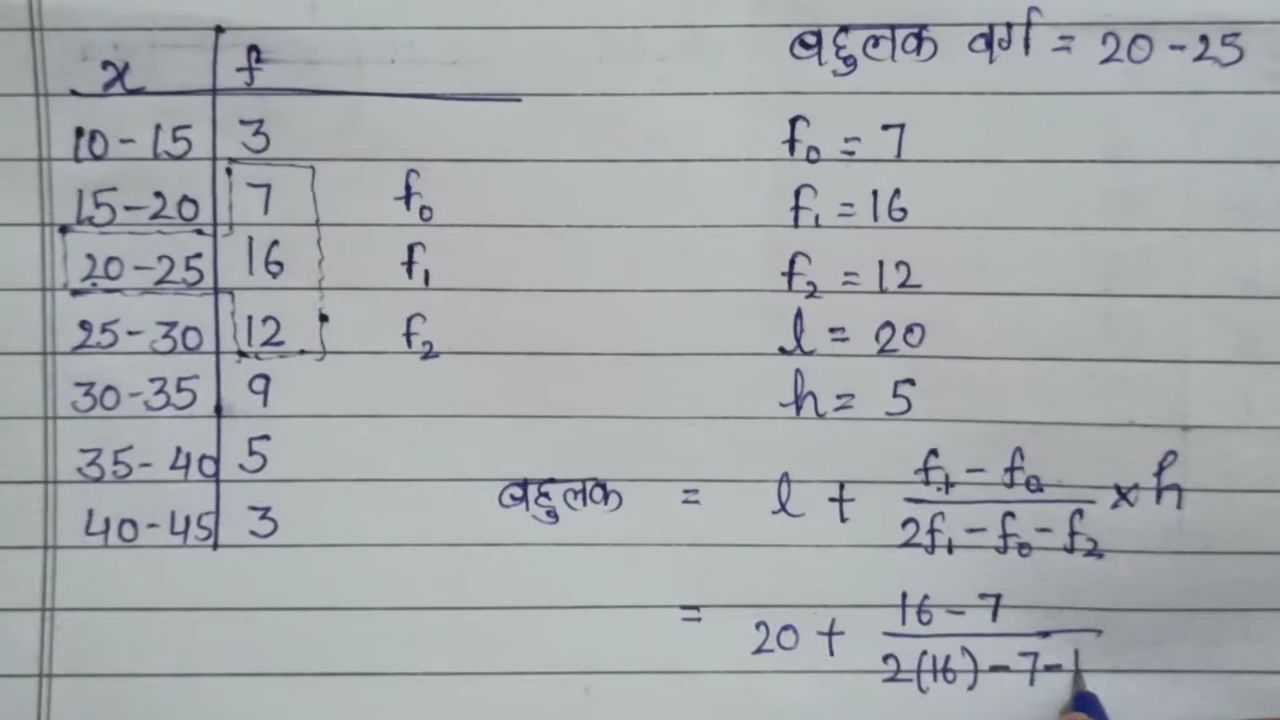 x f
10-15 3
15-20 7 f₀
20-25 16 f₁
25-30 12 f₂
30-35 9
35-40 5
40-45 3
बहुलक वर्ग = 20-25
f₀ = 7
f₁ = 16
f₂ = 12
l = 20
h = 5
बहुलक = l + (f₁ - f₀)/(2f₁ - f₀ - f₂) × h
= 20 + (16 - 7)/(2(16) - 7 - 1